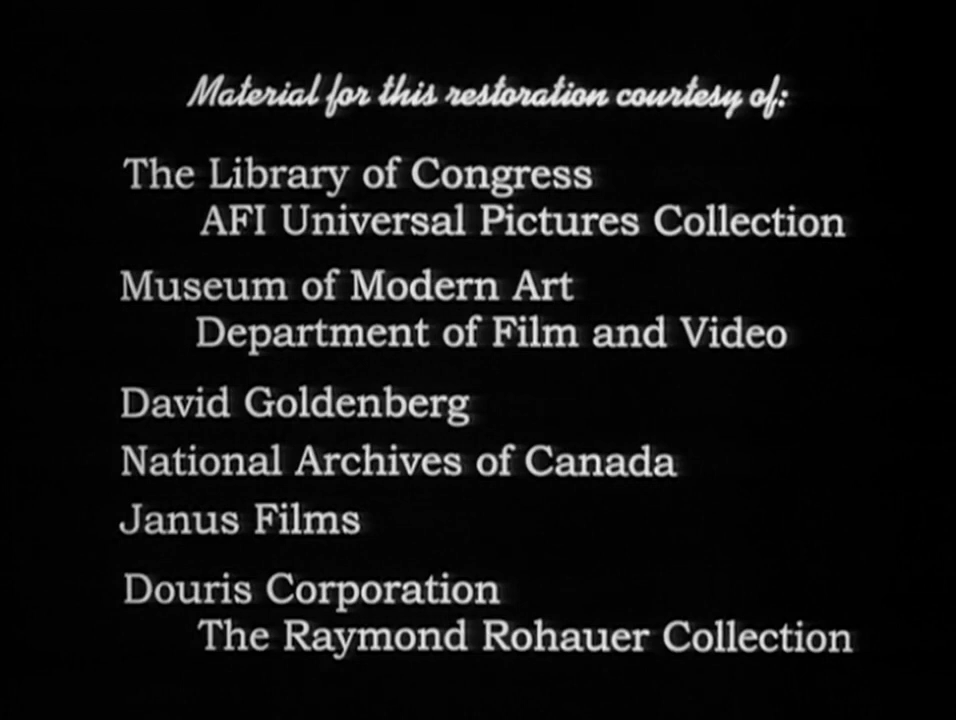 Material for this restoration courtesy of:
The Library of Congress
AFI Universal Pictures Collection
Museum of Modern Art
Department of Film and Video
David Goldenberg
National Archives of Canada
Janus Films
Douris Corporation
The Raymond Rohauer Collection